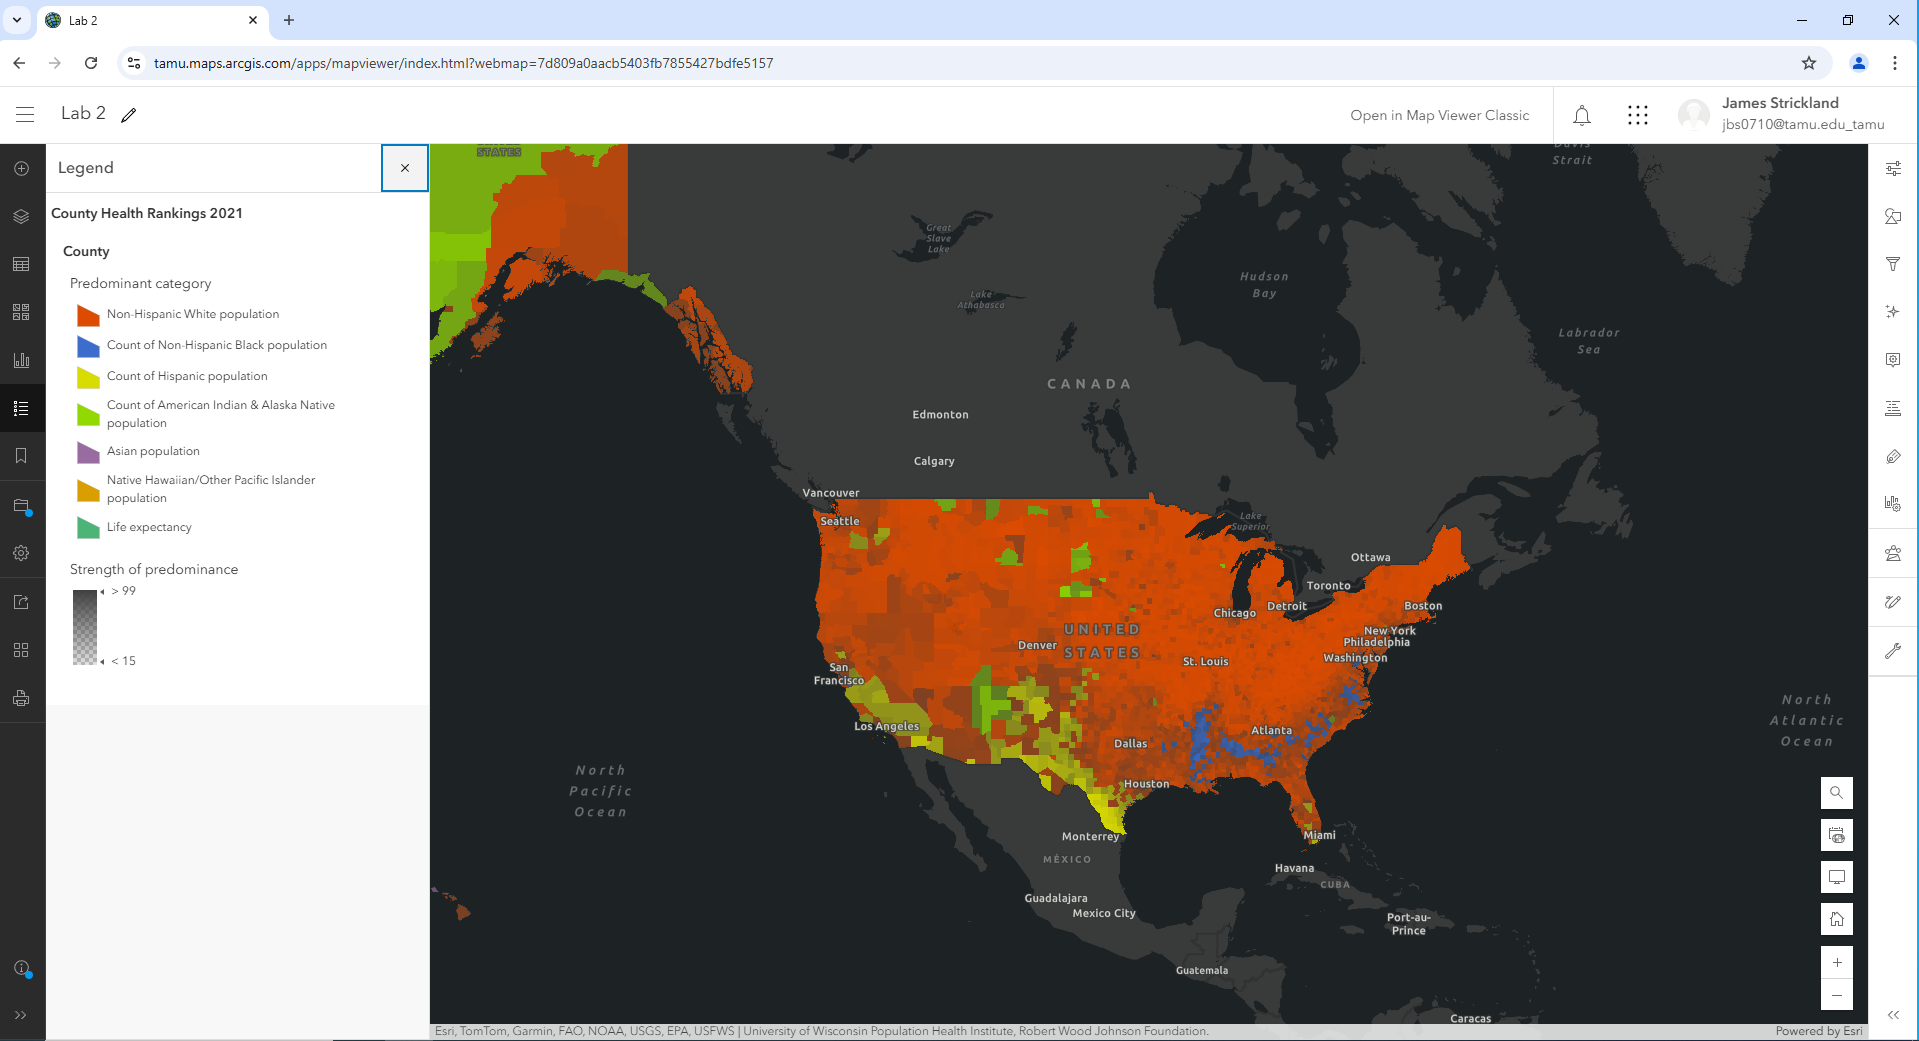 Lab 2
tamu.maps.arcgis.com/apps/mapviewer/index.html?webmap=7d809a0aacb5403fb7855427bdfe5157
Lab 2
Open in Map Viewer Classic
James Strickland
jbs0710@tamu.edu_tamu
Legend
County Health Rankings 2021
County
Predominant category
Non-Hispanic White population
Count of Non-Hispanic Black population
Count of Hispanic population
Count of American Indian & Alaska Native
population
Asian population
Native Hawaiian/Other Pacific Islander
population
Life expectancy
Strength of predominance
> 99
< 15
STATES
Davis
Strait
Great
Slave
Lake
Hudson
Bay
Lake
Athabasca
Labrador
Sea
CANADA
Edmonton
Calgary
Vancouver
Seattle
Lake
Superior
Ottawa
Toronto
Chicago
Detroit
Boston
New York
Philadelphia
Washington
UNITED
STATES
Denver
St. Louis
San
Francisco
Los Angeles
Atlanta
Dallas
Houston
North
Atlantic
Ocean
North
Pacific
Ocean
Monterrey
Miami
MÉXICO
Havana
CUBA
Guadalajara
Mexico City
Port-au-
Prince
Guatemala
Caracas
Esri, TomTom, Garmin, FAO, NOAA, USGS, EPA, USFWS | University of Wisconsin Population Health Institute, Robert Wood Johnson Foundation.
Powered by Esri